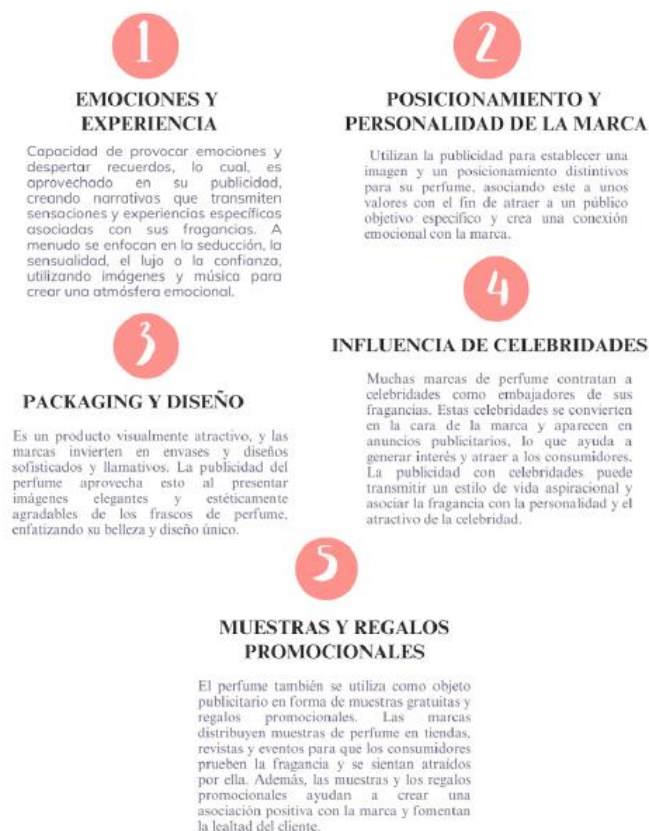 1
EMOCIONES Y
EXPERIENCIA
Capacidad de provocar emociones y
despertar recuerdos, lo cual, es
aprovechado en su publicidad,
creando narrativas que transmiten
sensaciones y experiencias específicas
asociadas con sus fragancias. A
menudo se enfocan en la seducción, la
sensualidad, el lujo o la confianza,
utilizando imágenes y música para
crear una atmósfera emocional.
2
POSICIONAMIENTO Y
PERSONALIDAD DE LA MARCA
Utilizan la publicidad para establecer una
imagen y un posicionamiento distintivos
para su perfume, asociando este a unos
valores con el fin de atraer a un público
objetivo específico y crea una conexión
emocional con la marca.
3
PACKAGING Y DISEÑO
Es un producto visualmente atractivo, y las
marcas invierten en envases y diseños
sofisticados y llamativos. La publicidad del
perfume aprovecha esto al presentar
imágenes elegantes y estéticamente
agradables de los frascos de perfume,
enfatizando su belleza y diseño único.
4
INFLUENCIA DE CELEBRIDADES
Muchas marcas de perfume contratan a
celebridades como embajadores de sus
fragancias. Estas celebridades se convierten
en la cara de la marca y aparecen en
anuncios publicitarios, lo que ayuda a
generar interés y atraer a los consumidores.
La publicidad con celebridades puede
transmitir un estilo de vida aspiracional y
asociar la fragancia con la personalidad y el
atractivo de la celebridad.
5
MUESTRAS Y REGALOS
PROMOCIONALES
El perfume también se utiliza como objeto
publicitario en forma de muestras gratuitas y
regalos promocionales. Las marcas
distribuyen muestras de perfume en tiendas,
revistas y eventos para que los consumidores
prueben la fragancia y se sientan atraídos
por ella. Además, las muestras y los regalos
promocionales ayudan a crear una
asociación positiva con la marca y fomentan
la lealtad del cliente.